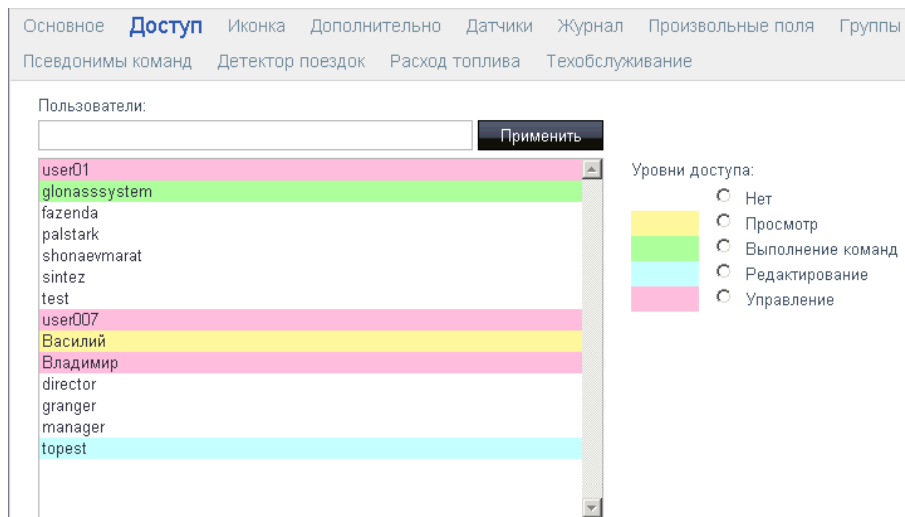 Основное Доступ Иконка Дополнительно Датчики Журнал Произвольные поля Группы
Псевдонимы команд Детектор поездок Расход топлива Техобслуживание
Пользователи:
Применить
user01
glonasssystem
fazenda
palstark
shonaevmarat
sintez
test
user007
Василий
Владимир
director
granger
manager
topest
Уровни доступа:
Нет
Просмотр
Выполнение команд
Редактирование
Управление